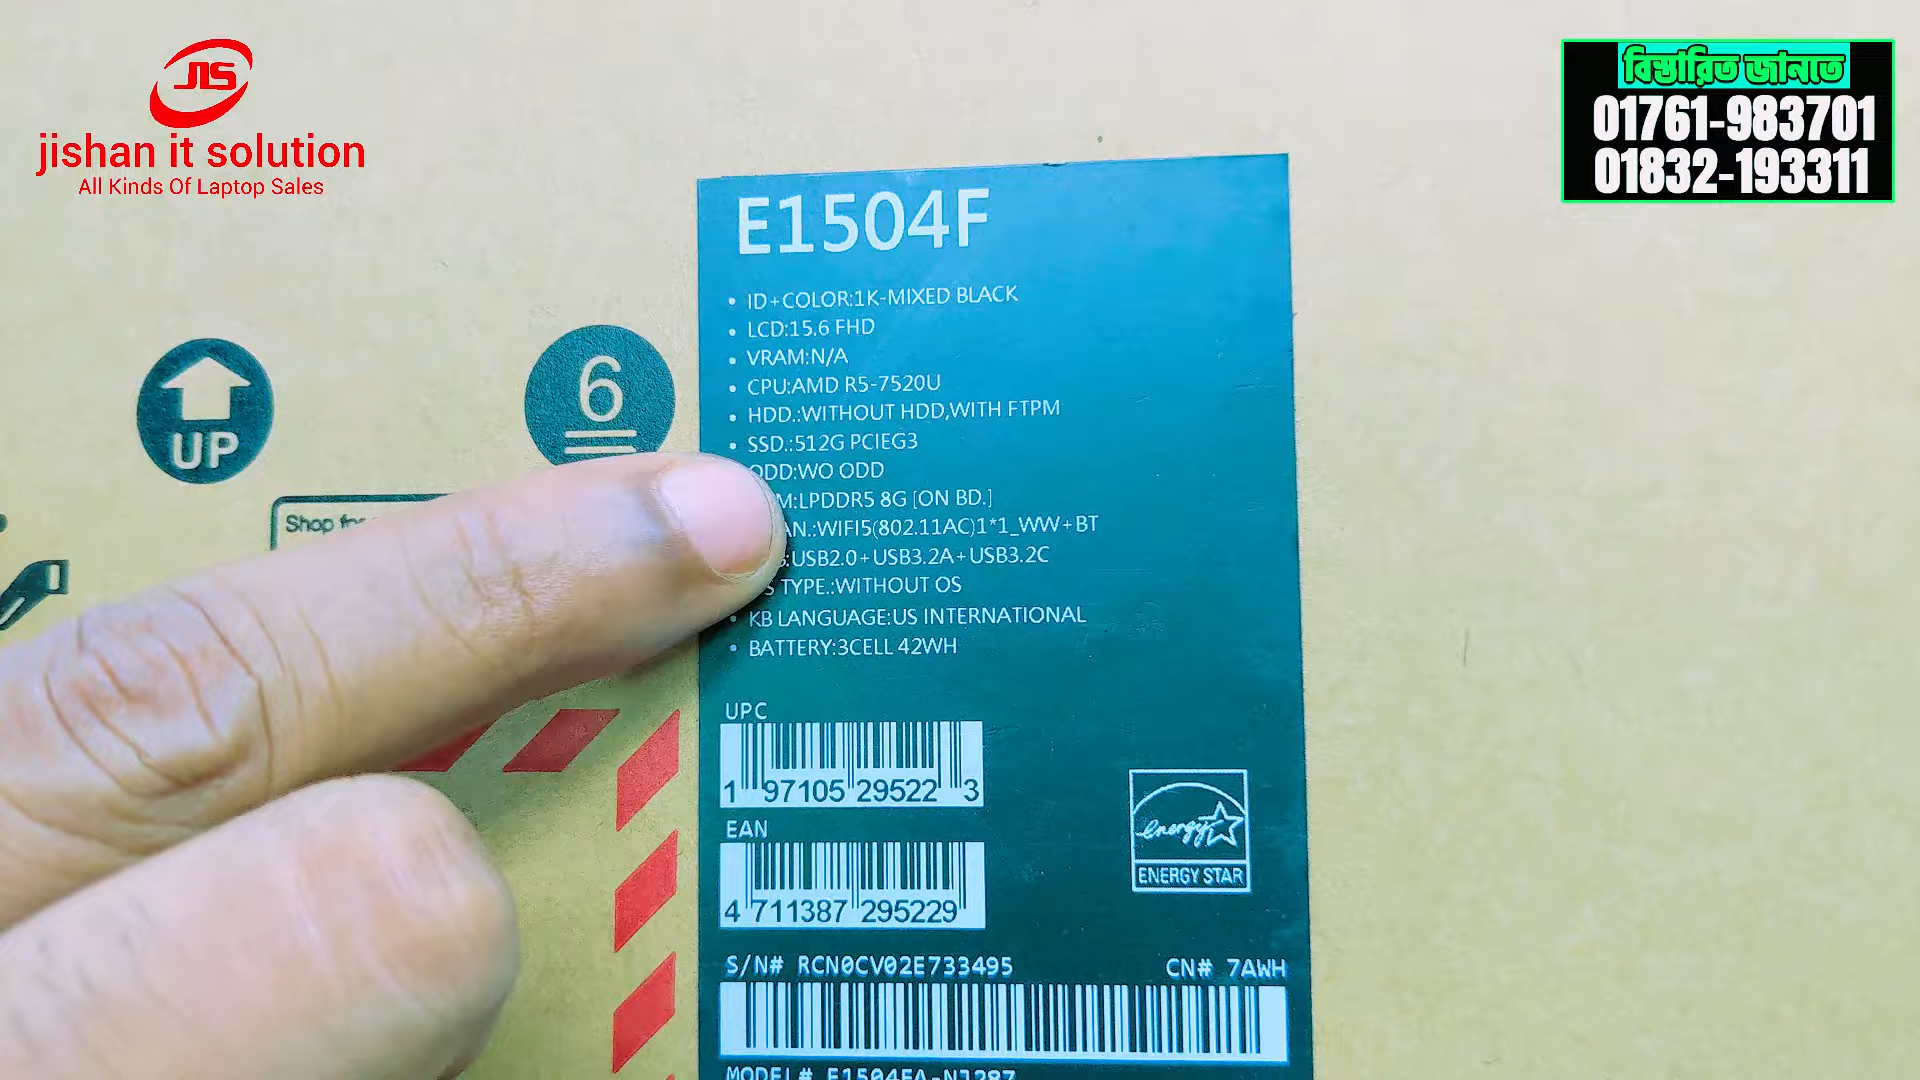 JIS
jishan it solution
All Kinds Of Laptop Sales
বিস্তারিত জানতে
01761-983701
01832-193311
E1504F
• ID+COLOR:1K-MIXED BLACK
• LCD:15.6 FHD
• VRAM:N/A
• CPU:AMD R5-7520U
• HDD.:WITHOUT HDD,WITH FTPM
• SSD.:512G PCIEG3
ODD:WO ODD
M:LPDDR5 8G [ON BD.]
AN.:WIFI5(802.11AC)1*1_WW+BT
:USB2.0+USB3.2A+USB3.2C
S TYPE.:WITHOUT OS
• KB LANGUAGE:US INTERNATIONAL
• BATTERY:3CELL 42WH
UP
6
Shop for
UPC
1 97105 29522 3
EAN
4 711387 295229
energy
ENERGY STAR
S/N# RCN0CV02E733495
CN# 7AWH
MODEL# E1504FA-NJ287